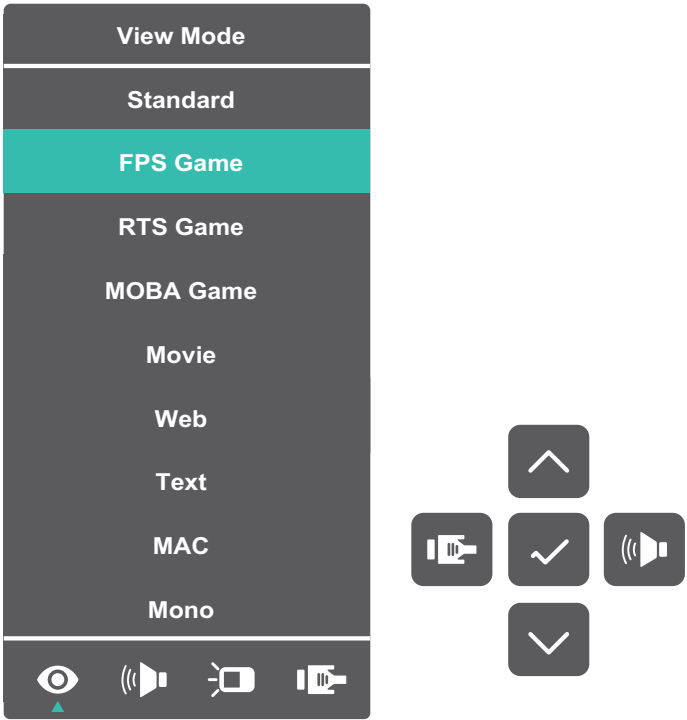 View Mode
Standard
FPS Game
RTS Game
MOBA Game
Movie
Web
Text
MAC
Mono